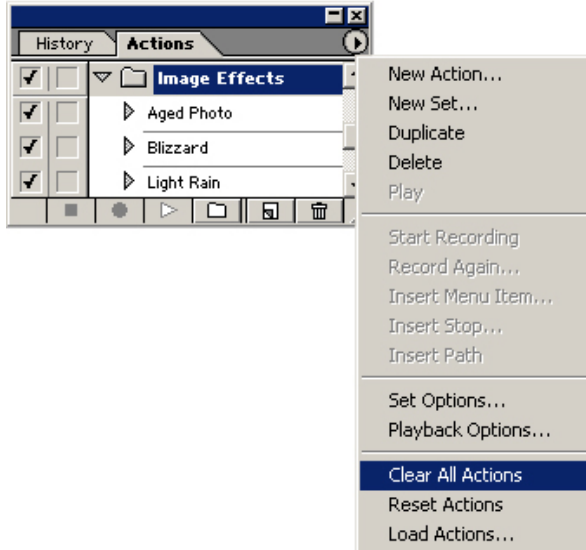 History
Actions
Image Effects
Aged Photo
Blizzard
Light Rain
New Action...
New Set...
Duplicate
Delete
Play
Start Recording
Record Again...
Insert Menu Item...
Insert Stop...
Insert Path
Set Options...
Playback Options...
Clear All Actions
Reset Actions
Load Actions...